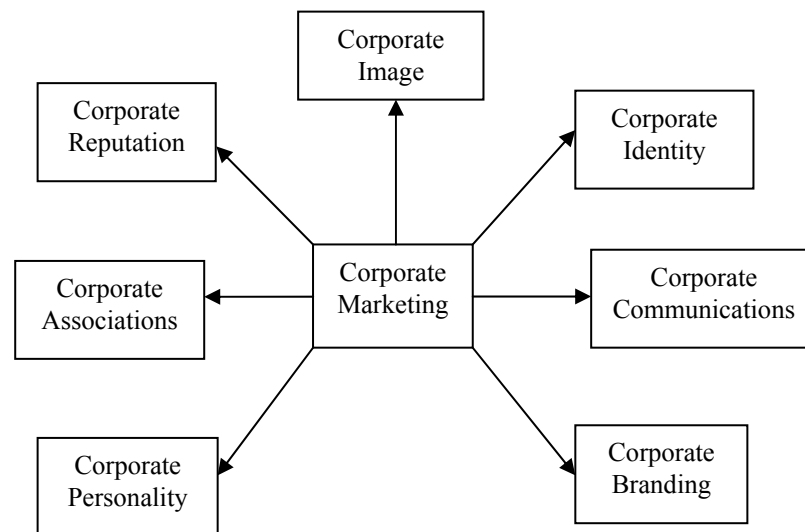 Corporate
Image
Corporate
Reputation
Corporate
Identity
Corporate
Marketing
Corporate
Associations
Corporate
Communications
Corporate
Personality
Corporate
Branding